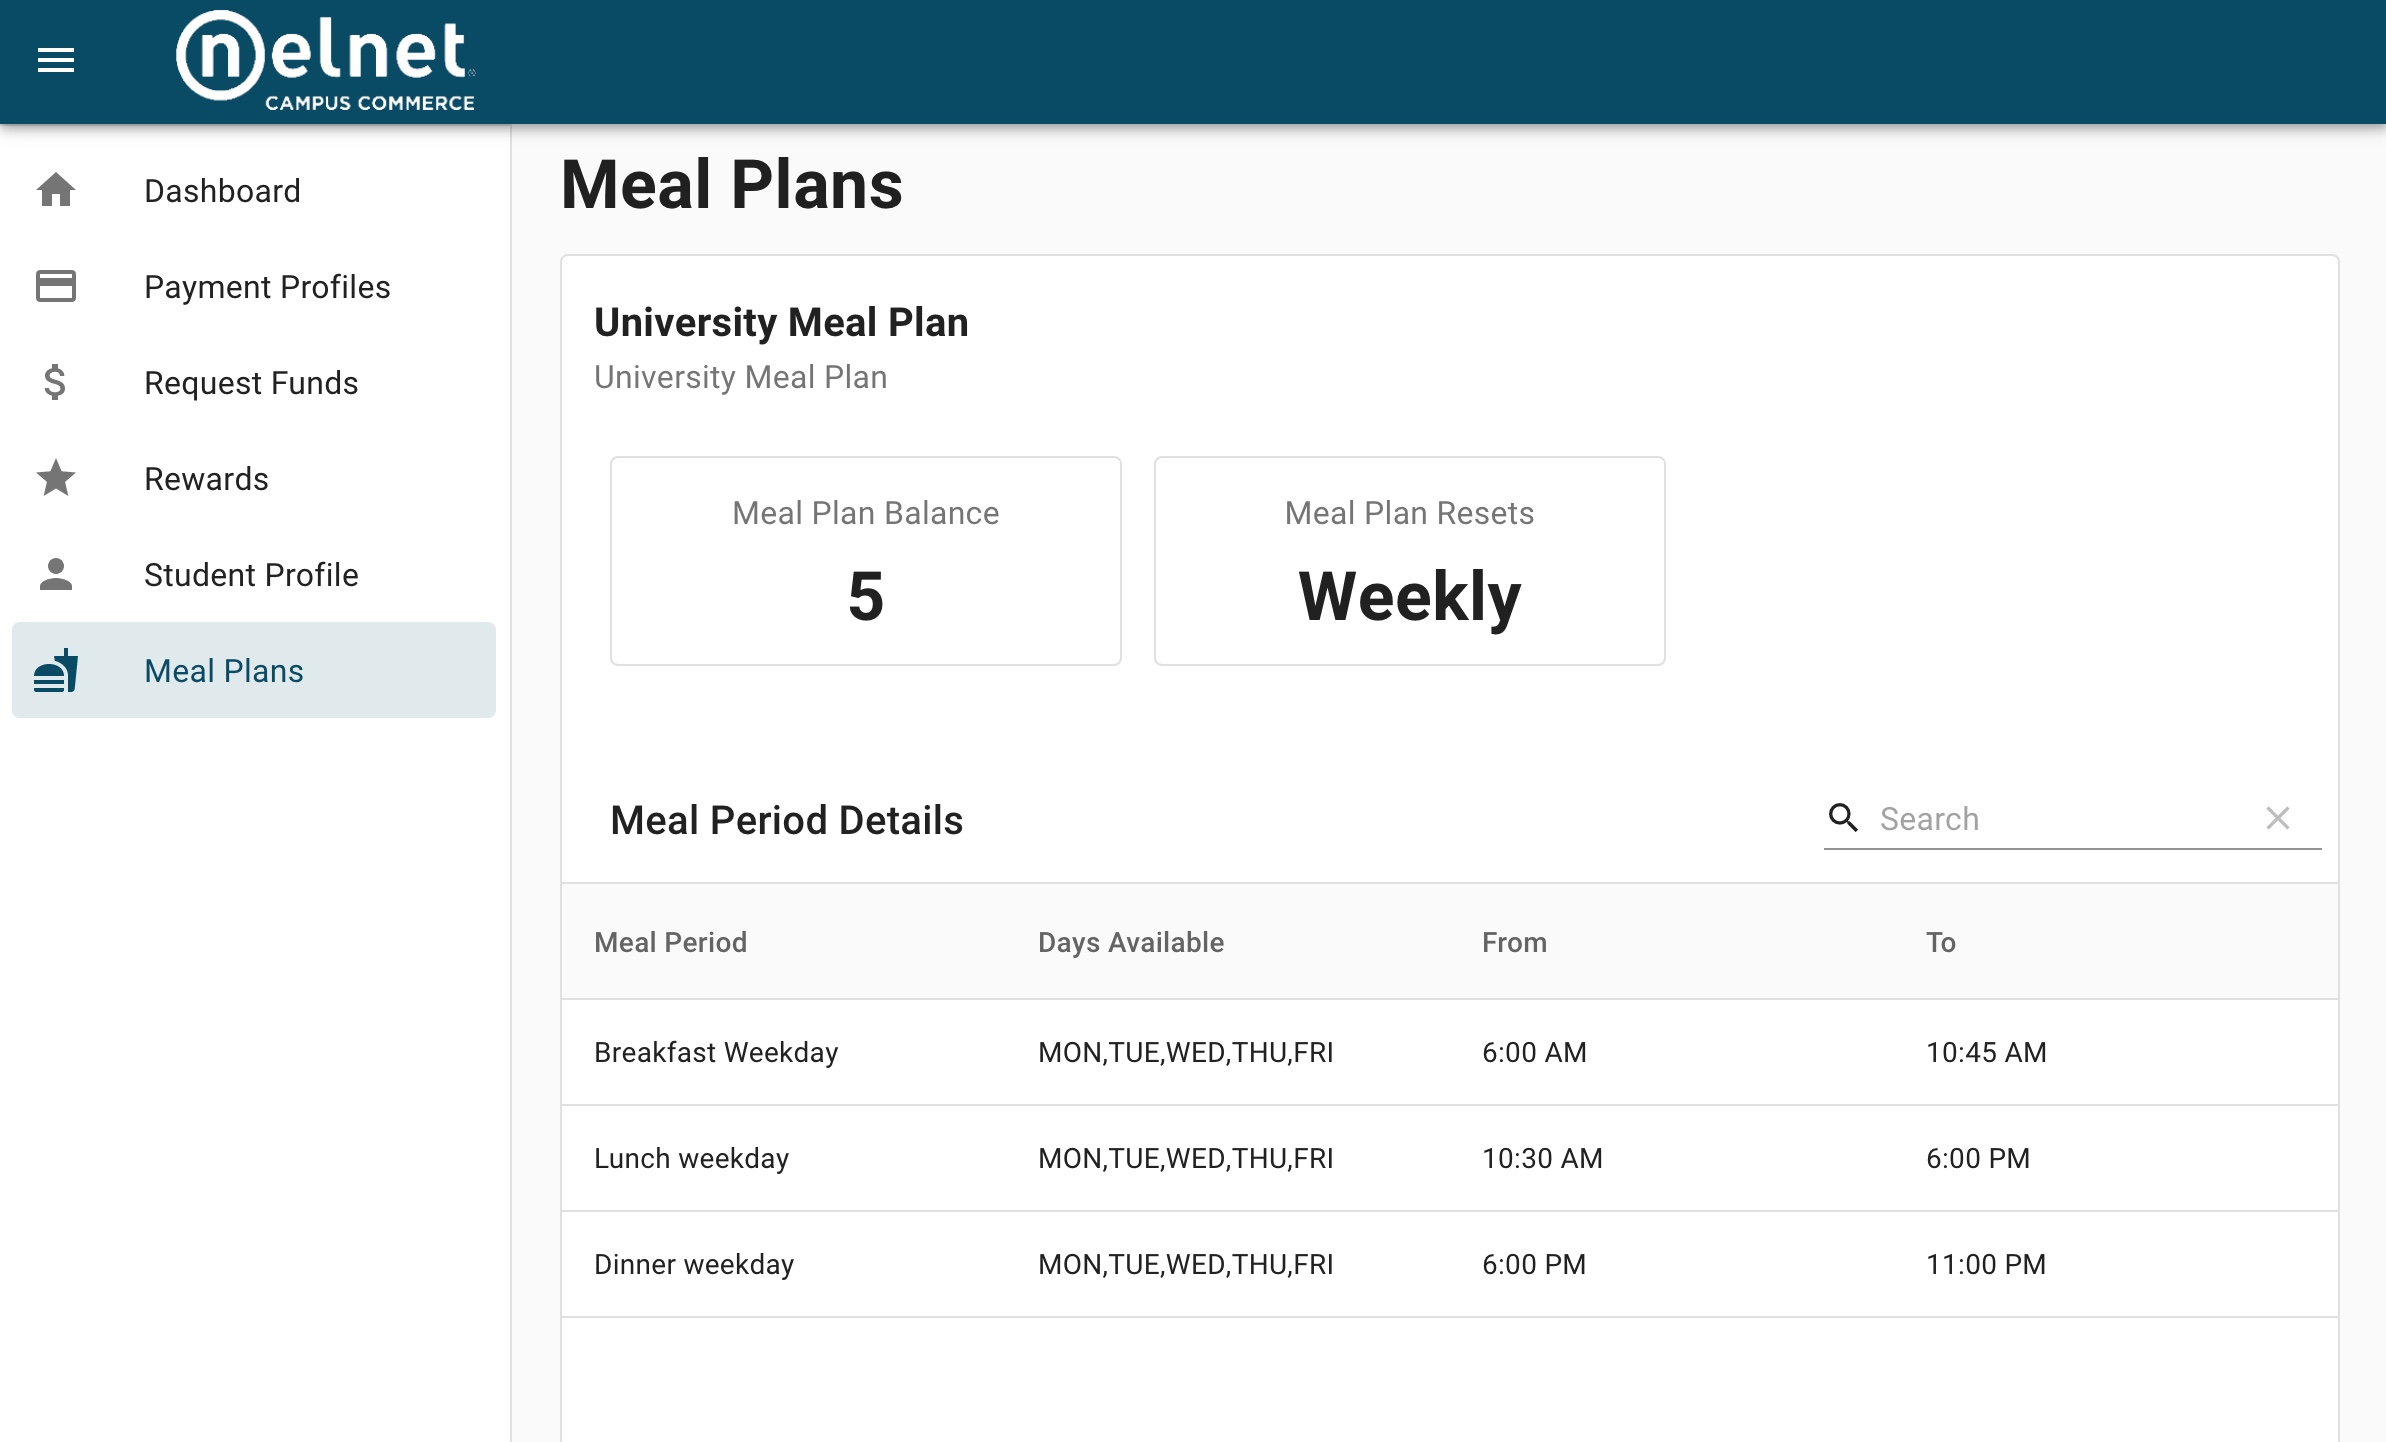 nelnet
CAMPUS COMMERCE
Dashboard
Payment Profiles
Request Funds
Rewards
Student Profile
Meal Plans
Meal Plans
University Meal Plan
University Meal Plan
Meal Plan Balance
5
Meal Plan Resets
Weekly
Meal Period Details
Search
Meal Period Days Available From To
Breakfast Weekday MON,TUE,WED,THU,FRI 6:00 AM 10:45 AM
Lunch weekday MON,TUE,WED,THU,FRI 10:30 AM 6:00 PM
Dinner weekday MON,TUE,WED,THU,FRI 6:00 PM 11:00 PM